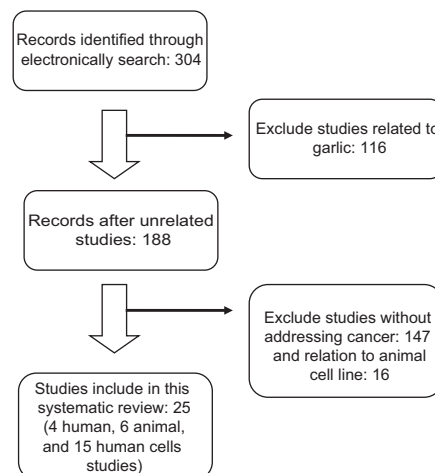 Records identified through
electronically search: 304
Exclude studies related to
garlic: 116
Records after unrelated
studies: 188
Exclude studies without
addressing cancer: 147
and relation to animal
cell line: 16
Studies include in this
systematic review: 25
(4 human, 6 animal,
and 15 human cells
studies)